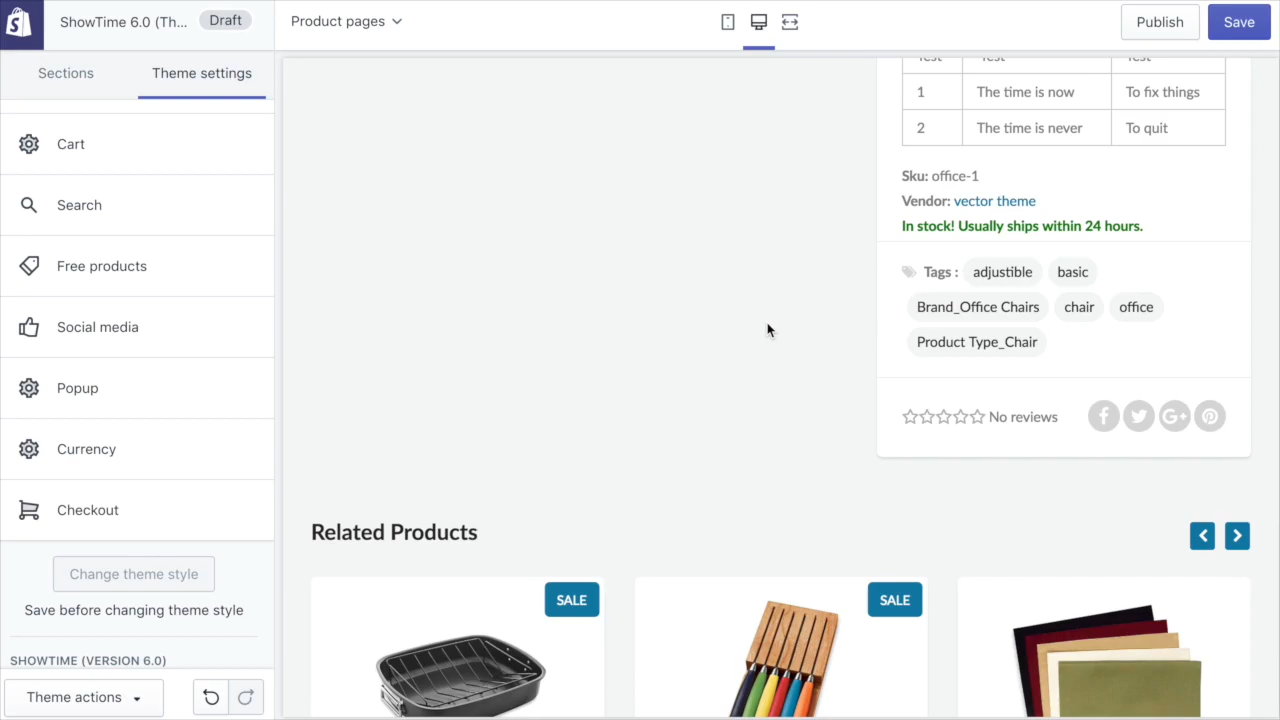 ShowTime 6.0 (Th... Draft
Product pages
Publish
Save
Sections
Theme settings
Cart
Search
Free products
Social media
Popup
Currency
Checkout
Change theme style
Save before changing theme style
SHOWTIME (VERSION 6.0)
Theme actions
Test Test Test
1 The time is now To fix things
2 The time is never To quit
Sku: office-1
Vendor: vector theme
In stock! Usually ships within 24 hours.
Tags : adjustible basic
Brand_Office Chairs chair office
Product Type_Chair
No reviews
Related Products
SALE
SALE